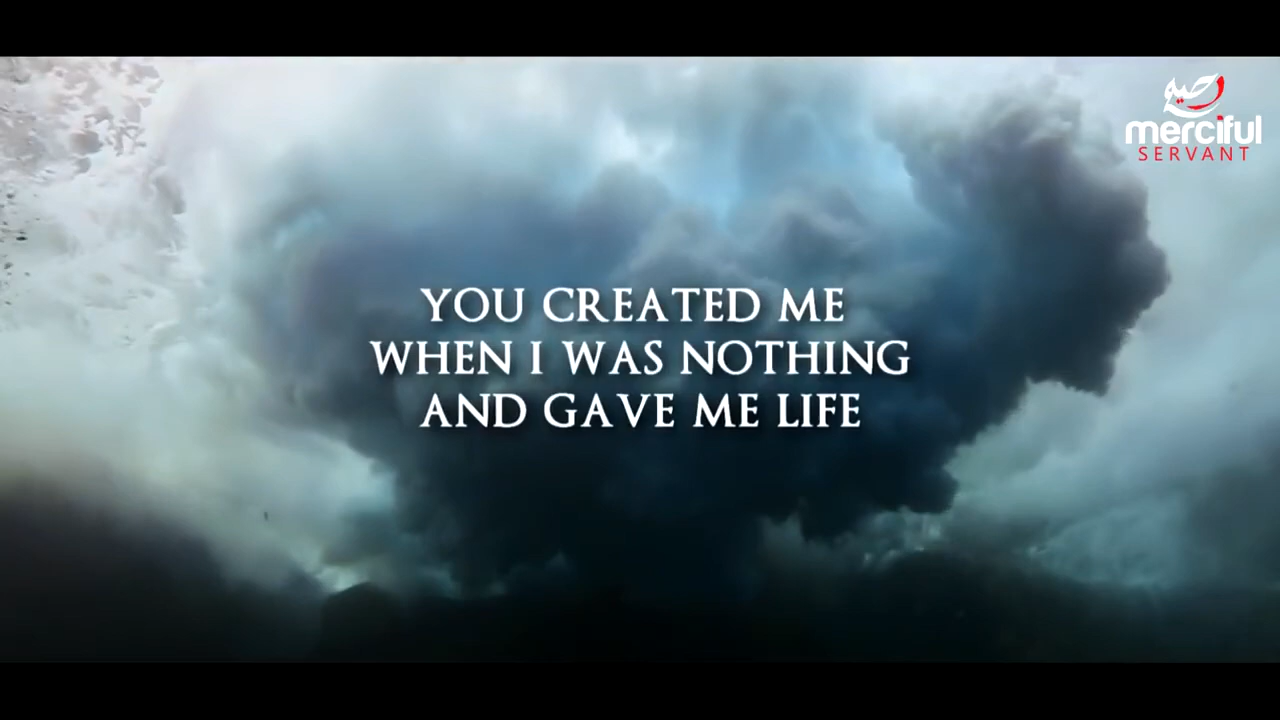 merciful
SERVANT
YOU CREATED ME
WHEN I WAS NOTHING
AND GAVE ME LIFE